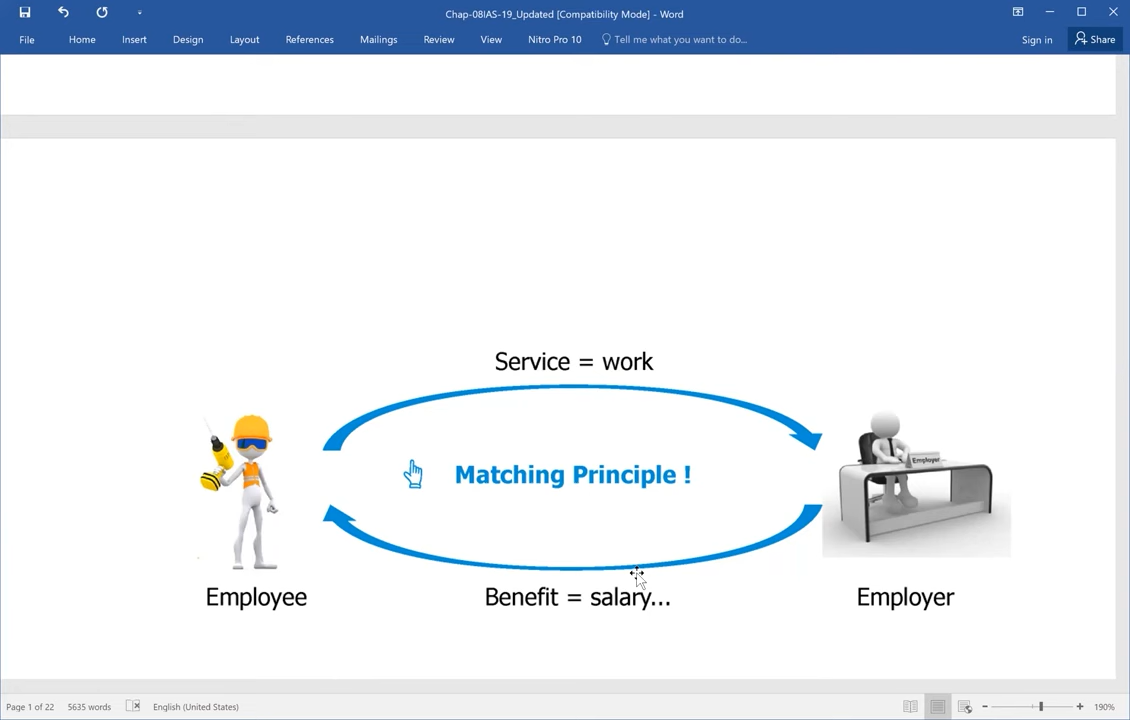 Chap-08IAS-19_Updated [Compatibility Mode] - Word
File Home Insert Design Layout References Mailings Review View Nitro Pro 10 Tell me what you want to do... Sign in Share
Service = work
Employer
Matching Principle !
Employee
Benefit = salary...
Employer
Page 1 of 22 5635 words English (United States) 190%